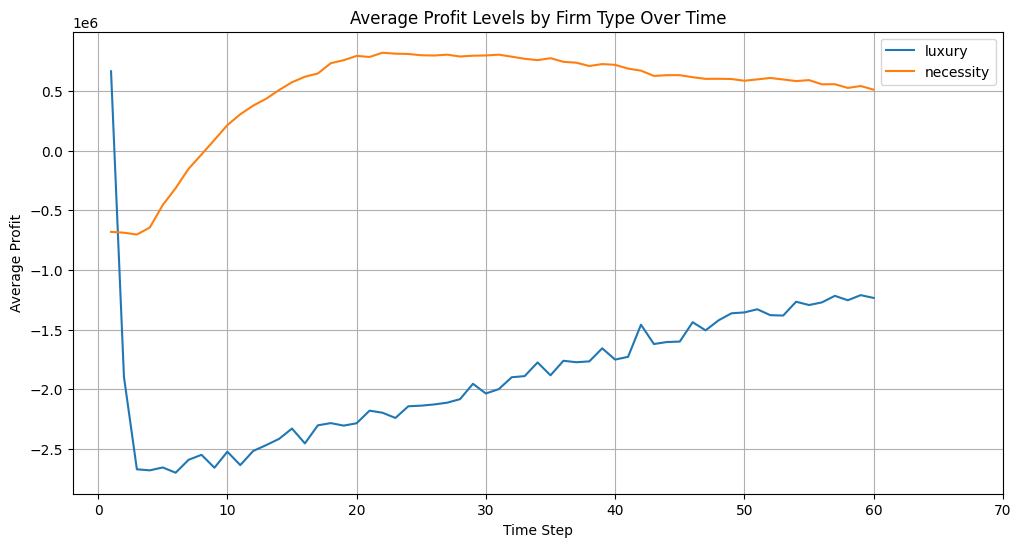 Average Profit Levels by Firm Type Over Time
1e6
luxury
necessity
Average Profit
0.5
0.0
−0.5
−1.0
−1.5
−2.0
−2.5
0 10 20 30 40 50 60 70
Time Step